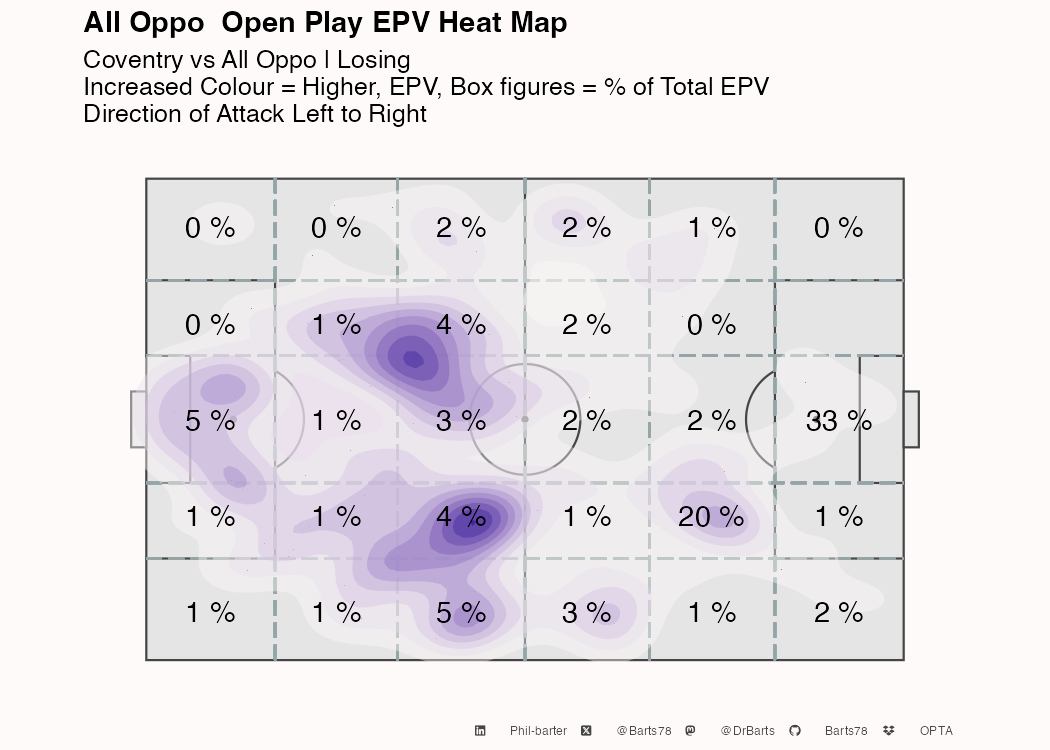 All Oppo  Open Play EPV Heat Map
Coventry vs All Oppo | Losing
Increased Colour = Higher, EPV, Box figures = % of Total EPV
Direction of Attack Left to Right
0 % 0 % 2 % 2 % 1 % 0 %
0 % 1 % 4 % 2 % 0 %
5 % 1 % 3 % 2 % 2 % 33 %
1 % 1 % 4 % 1 % 20 % 1 %
1 % 1 % 5 % 3 % 1 % 2 %
Phil-barter @Barts78 @DrBarts Barts78 OPTA